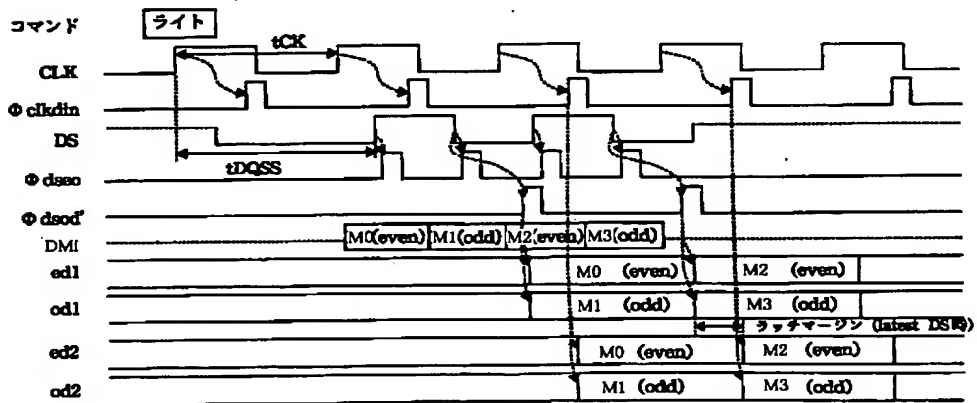 コマンド ライト
tCK
CLK
Φ clkdin
DS
tDQSS
Φ dseo
Φ dsod'
DMI M0(even) M1(odd) M2(even) M3(odd)
ed1 M0 (even) M2 (even)
od1 M1 (odd) M3 (odd)
ラッチマージン (latest DS時)
ed2 M0 (even) M2 (even)
od2 M1 (odd) M3 (odd)